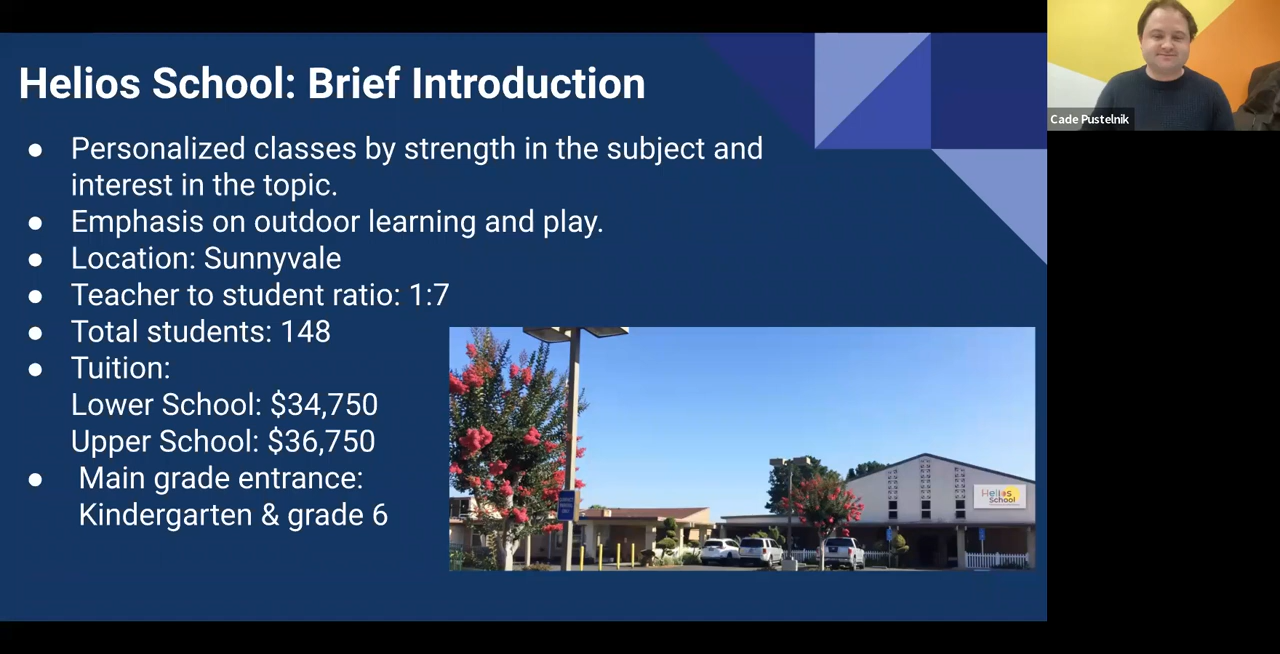 Helios School: Brief Introduction
● Personalized classes by strength in the subject and
interest in the topic.
● Emphasis on outdoor learning and play.
● Location: Sunnyvale
● Teacher to student ratio: 1:7
● Total students: 148
● Tuition:
Lower School: $34,750
Upper School: $36,750
● Main grade entrance:
Kindergarten & grade 6
Helios
School
Cade Pustelnik